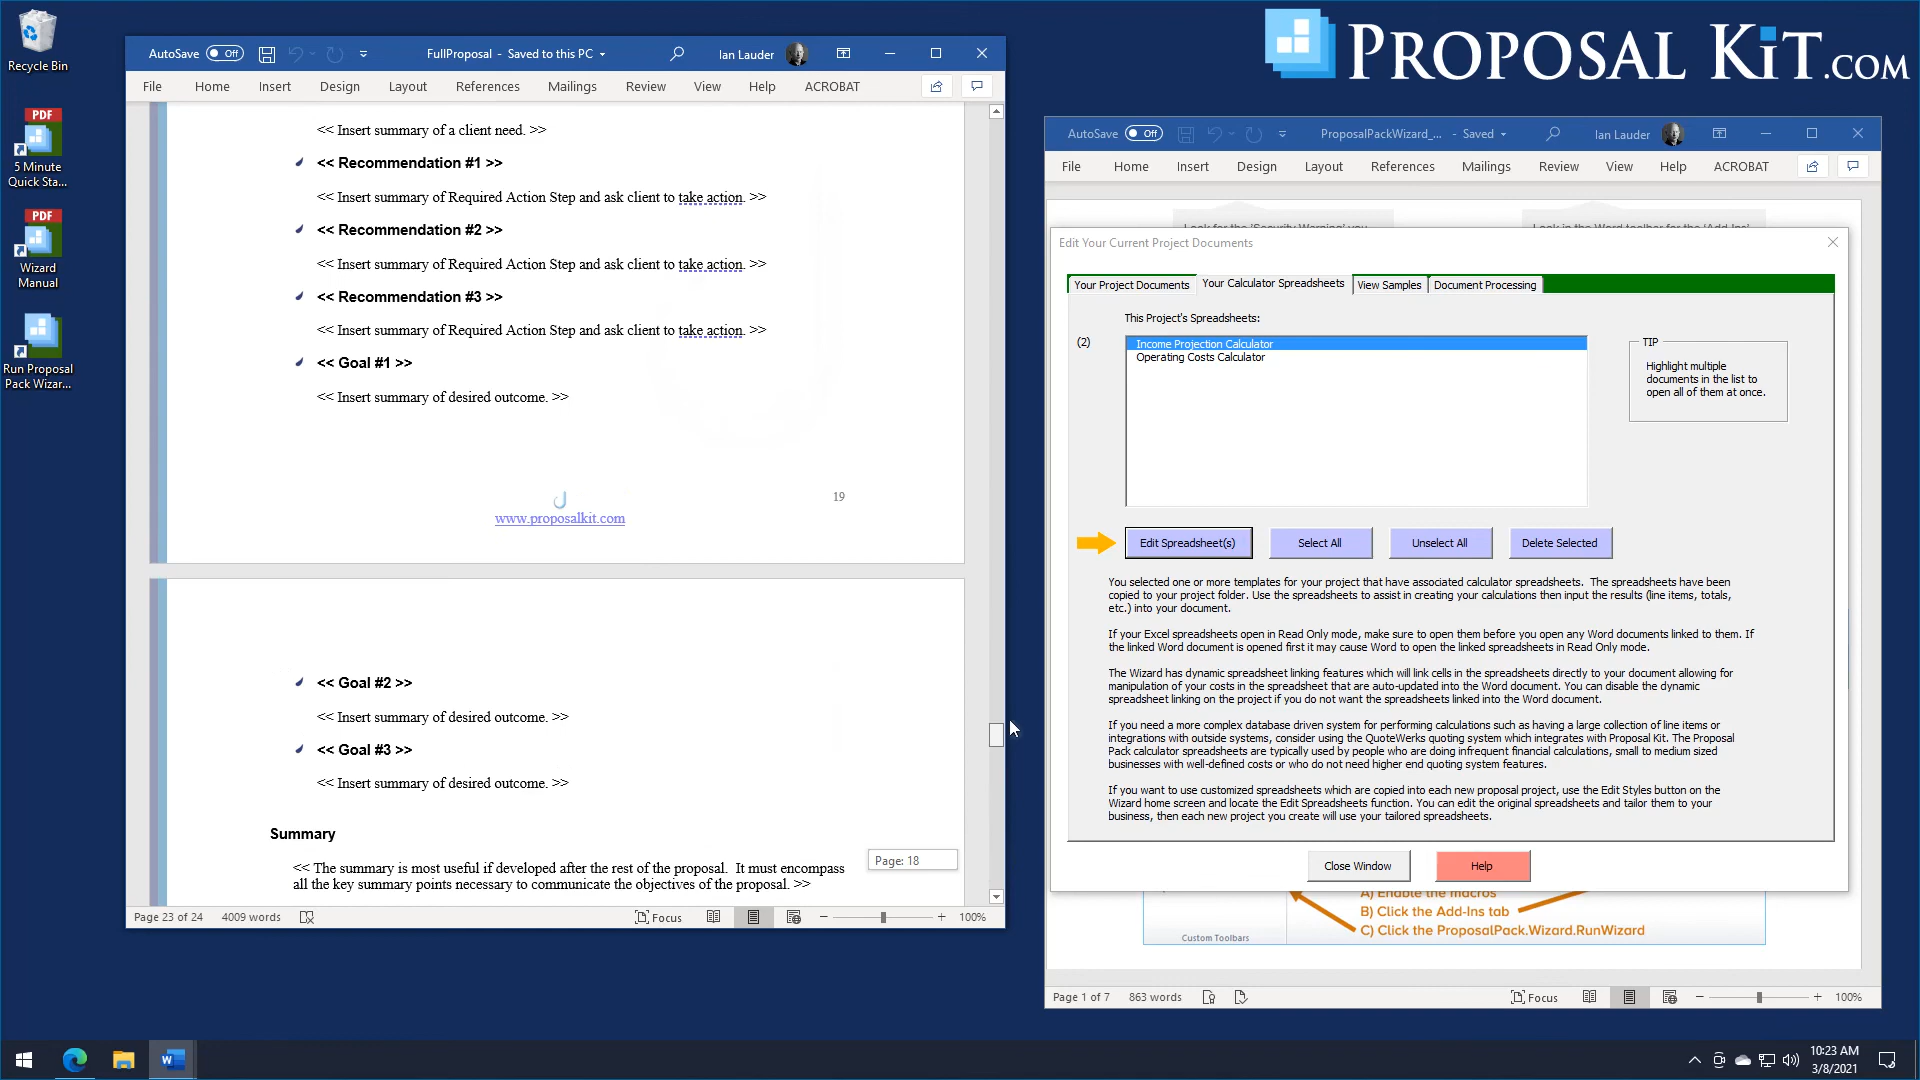 Recycle Bin
PDF
5 Minute
Quick Sta...
PDF
Wizard
Manual
Run Proposal
Pack Wizar...
AutoSave Off
FullProposal - Saved to this PC
Ian Lauder
File Home Insert Design Layout References Mailings Review View Help ACROBAT
<< Insert summary of a client need. >>
<< Recommendation #1 >>
<< Insert summary of Required Action Step and ask client to take action. >>
<< Recommendation #2 >>
<< Insert summary of Required Action Step and ask client to take action. >>
<< Recommendation #3 >>
<< Insert summary of Required Action Step and ask client to take action. >>
<< Goal #1 >>
<< Insert summary of desired outcome. >>
19
www.proposalkit.com
<< Goal #2 >>
<< Insert summary of desired outcome. >>
<< Goal #3 >>
<< Insert summary of desired outcome. >>
Summary
<< The summary is most useful if developed after the rest of the proposal. It must encompass
all the key summary points necessary to communicate the objectives of the proposal. >>
Page: 18
Page 23 of 24 4009 words Focus 100%
PROPOSAL KIT.COM
AutoSave Off
ProposalPackWizard_... - Saved
Ian Lauder
File Home Insert Design Layout References Mailings Review View Help ACROBAT
Look for the 'Security Warning' you
Look in the Word toolbar for the 'Add-Ins'
Edit Your Current Project Documents
Your Project Documents Your Calculator Spreadsheets View Samples Document Processing
This Project's Spreadsheets:
(2)
Income Projection Calculator
Operating Costs Calculator
TIP
Highlight multiple
documents in the list to
open all of them at once.
Edit Spreadsheet(s) Select All Unselect All Delete Selected
You selected one or more templates for your project that have associated calculator spreadsheets. The spreadsheets have been
copied to your project folder. Use the spreadsheets to assist in creating your calculations then input the results (line items, totals,
etc.) into your document.
If your Excel spreadsheets open in Read Only mode, make sure to open them before you open any Word documents linked to them. If
the linked Word document is opened first it may cause Word to open the linked spreadsheets in Read Only mode.
The Wizard has dynamic spreadsheet linking features which will link cells in the spreadsheets directly to your document allowing for
manipulation of your costs in the spreadsheet that are auto-updated into the Word document. You can disable the dynamic
spreadsheet linking on the project if you do not want the spreadsheets linked into the Word document.
If you need a more complex database driven system for performing calculations such as having a large collection of line items or
integrations with outside systems, consider using the QuoteWerks quoting system which integrates with Proposal Kit. The Proposal
Pack calculator spreadsheets are typically used by people who are doing infrequent financial calculations, small to medium sized
businesses with well-defined costs or who do not need higher end quoting system features.
If you want to use customized spreadsheets which are copied into each new proposal project, use the Edit Styles button on the
Wizard home screen and locate the Edit Spreadsheets function. You can edit the original spreadsheets and tailor them to your
business, then each new project you create will use your tailored spreadsheets.
Close Window Help
A) Enable the macros
B) Click the Add-Ins tab
C) Click the ProposalPack.Wizard.RunWizard
Custom Toolbars
Page 1 of 7 863 words Focus 100%
10:23 AM
3/8/2021